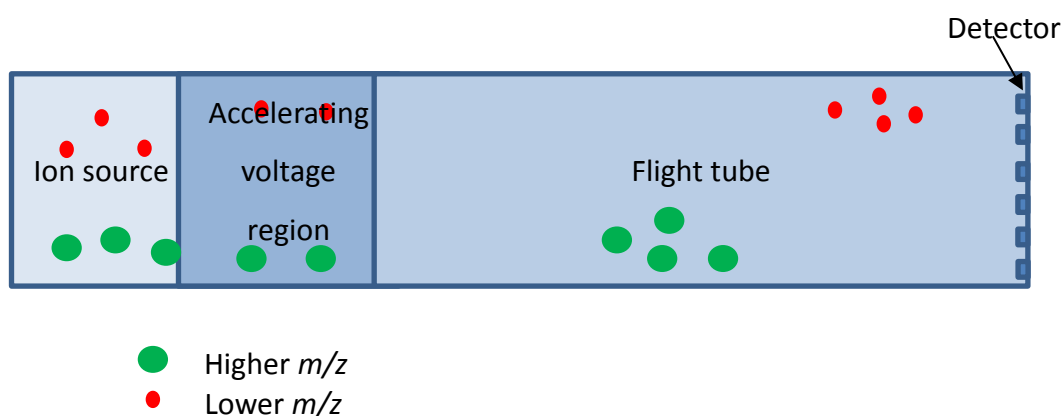 Detector
Accelerating
voltage
region
Ion source
Flight tube
Higher m/z
Lower m/z